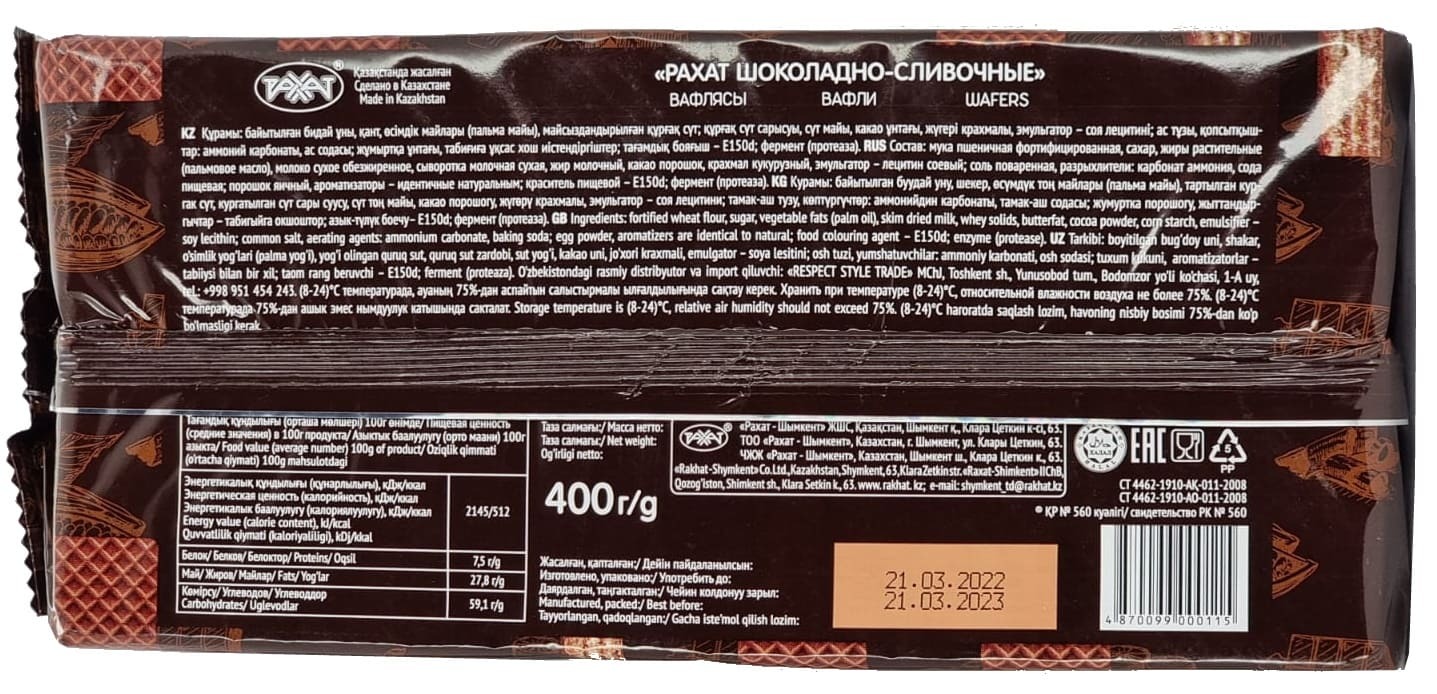 РАХАТ®
Қазақстанда жасалған
Сделано в Казахстане
Made in Kazakhstan
«РАХАТ ШОКОЛАДНО-СЛИВОЧНЫЕ»
ВАФЛЯСЫ ВАФЛИ WAFERS
KZ Құрамы: байытылған бидай ұны, қант, өсімдік майлары (пальма майы), майсыздандырылған құрғақ сүт; құрғақ сүт сарысуы, сүт майы, какао ұнтағы, жүгері крахмалы, эмульгатор – соя лецитині; ас тұзы, қопсытқыш-
тар: аммоний карбонаты, ас содасы; жұмыртқа ұнтағы, табиғиға ұқсас хош иістендіргіштер; тағамдық бояғыш – Е150d; фермент (протеаза). RUS Состав: мука пшеничная фортифицированная, сахар, жиры растительные
(пальмовое масло), молоко сухое обезжиренное, сыворотка молочная сухая, жир молочный, какао порошок, крахмал кукурузный, эмульгатор – лецитин соевый; соль поваренная, разрыхлители: карбонат аммония, сода
пищевая; порошок яичный, ароматизаторы – идентичные натуральным; краситель пищевой – Е150d; фермент (протеаза). KG Курамы: байытылган буудай уну, шекер, өсүмдүк тоң майлары (пальма майы), тартылган кур-
гак сүт, кургатылган сүт сары суусу, сүт тоң майы, какао порошогу, жүгөрү крахмалы, эмульгатор – соя лецитини; тамак-аш тузу, көптүргүчтөр: аммонийдин карбонаты, тамак-аш содасы; жумуртка порошогу, жыттандыр-
гычтар – табигыйга окшоштор; азык-түлүк боечу– Е150d; фермент (протеаза). GB Ingredients: fortified wheat flour, sugar, vegetable fats (palm oil), skim dried milk, whey solids, butterfat, cocoa powder, corn starch, emulsifier –
soy lecithin; common salt, aerating agents: ammonium carbonate, baking soda; egg powder, aromatizers are identical to natural; food colouring agent – E150d; enzyme (protease). UZ Tarkibi: boyitilgan bug'doy uni, shakar,
o'simlik yog'lari (palma yog'i), yog'i olingan quruq sut, quruq sut zardobi, sut yog'i, kakao uni, jo'xori kraxmali, emulgator – soya lesitini; osh tuzi, yumshatuvchilar: ammoniy karbonati, osh sodasi; tuxum kukuni, aromatizatorlar –
tabiiysi bilan bir xil; taom rang beruvchi – E150d; ferment (proteaza). O'zbekistondagi rasmiy distribyutor va import qiluvchi: «RESPECT STYLE TRADE» MChJ, Toshkent sh., Yunusobod tum., Bodomzor yo'li ko'chasi, 1-A uy,
tel.: +998 951 454 243. (8-24)°С температурада, ауаның 75%-дан аспайтын салыстырмалы ылғалдылығында сақтау керек. Хранить при температуре (8-24)°С, относительной влажности воздуха не более 75%. (8-24)°С
температурада 75%-дан ашык эмес нымдуулук катышында сакталат. Storage temperature is (8-24)°C, relative air humidity should not exceed 75%. (8-24)°C haroratda saqlash lozim, havoning nisbiy bosimi 75%-dan ko'p
bo'lmasligi kerak.
Тағамдық құндылығы (орташа мөлшері) 100г өнімде/ Пищевая ценность
(средние значения) в 100г продукта/ Азыктык баалуулугу (орто маани) 100г
азыкта/ Food value (average number) 100g of product/ Oziqlik qimmati
(o'rtacha qiymati) 100g mahsulotdagi
Энергетикалық құндылығы (құнарлылығы), кДж/ккал
Энергетическая ценность (калорийность), кДж/ккал
Энергетикалык баалуулугу (калориялуулугу), кДж/ккал
Energy value (calorie content), kJ/kcal
Quvvatlilik qiymati (kaloriyaliligi), kDj/kkal
2145/512
Белок/ Белков/ Белоктор/ Proteins/ Oqsil 7,5 г/g
Май/ Жиров/ Майлар/ Fats/ Yog'lar 27,8 г/g
Көмірсу/ Углеводов/ Углеводдор
Carbohydrates/ Uglevodlar
59,1 г/g
Таза салмағы:/ Масса нетто:
Таза салмагы:/ Net weight:
Og'irligi netto:
400 г/g
РАХАТ
«Рахат - Шымкент» ЖШС, Қазақстан, Шымкент қ., Клара Цеткин к-сі, 63.
ТОО «Рахат - Шымкент», Казахстан, г. Шымкент, ул. Клары Цеткин, 63.
ЧЖК «Рахат - Шымкент», Казахстан, Шымкент ш., Клара Цеткин к., 63.
«Rakhat-Shymkent» Co. Ltd., Kazakhstan, Shymkent, 63, Klara Zetkin str. «Raxat-Shimkent» IIChB,
Qozog'iston, Shimkent sh., Klara Setkin k., 63. www. rakhat.kz; e-mail: shymkent_td@rakhat.kz
ХАЛАЛ
HALAL
EAC
5
PP
СТ 4462-1910-АҚ-011-2008
СТ 4462-1910-АО-011-2008
® ҚР № 560 куәлігі/ свидетельство РК № 560
Жасалған, қапталған:/ Дейін пайдаланылсын:
Изготовлено, упаковано:/ Употребить до:
Даярдалган, таңгакталган:/ Чейин колдонуу зарыл:
Manufactured, packed:/ Best before:
Tayyorlangan, qadoqlangan:/ Gacha iste'mol qilish lozim:
21.03.2022
21.03.2023
4 870099 000115